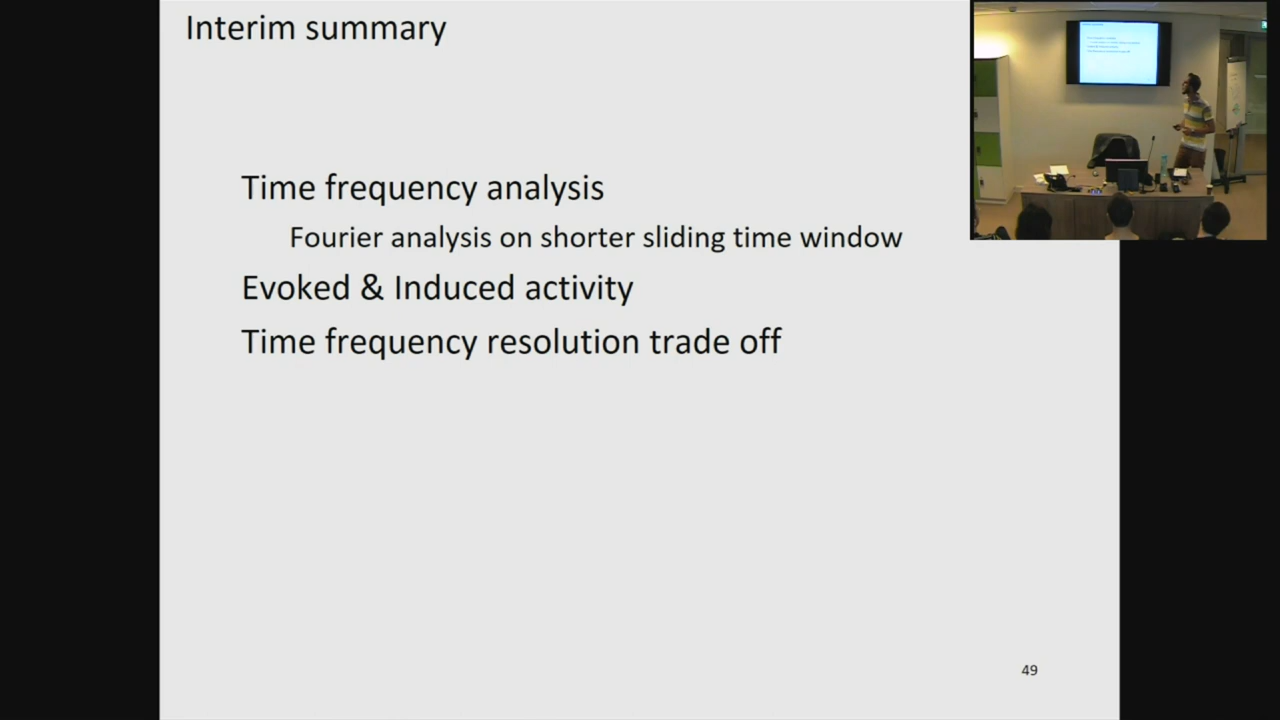 Interim summary
Time frequency analysis
Fourier analysis on shorter sliding time window
Evoked & Induced activity
Time frequency resolution trade off
49